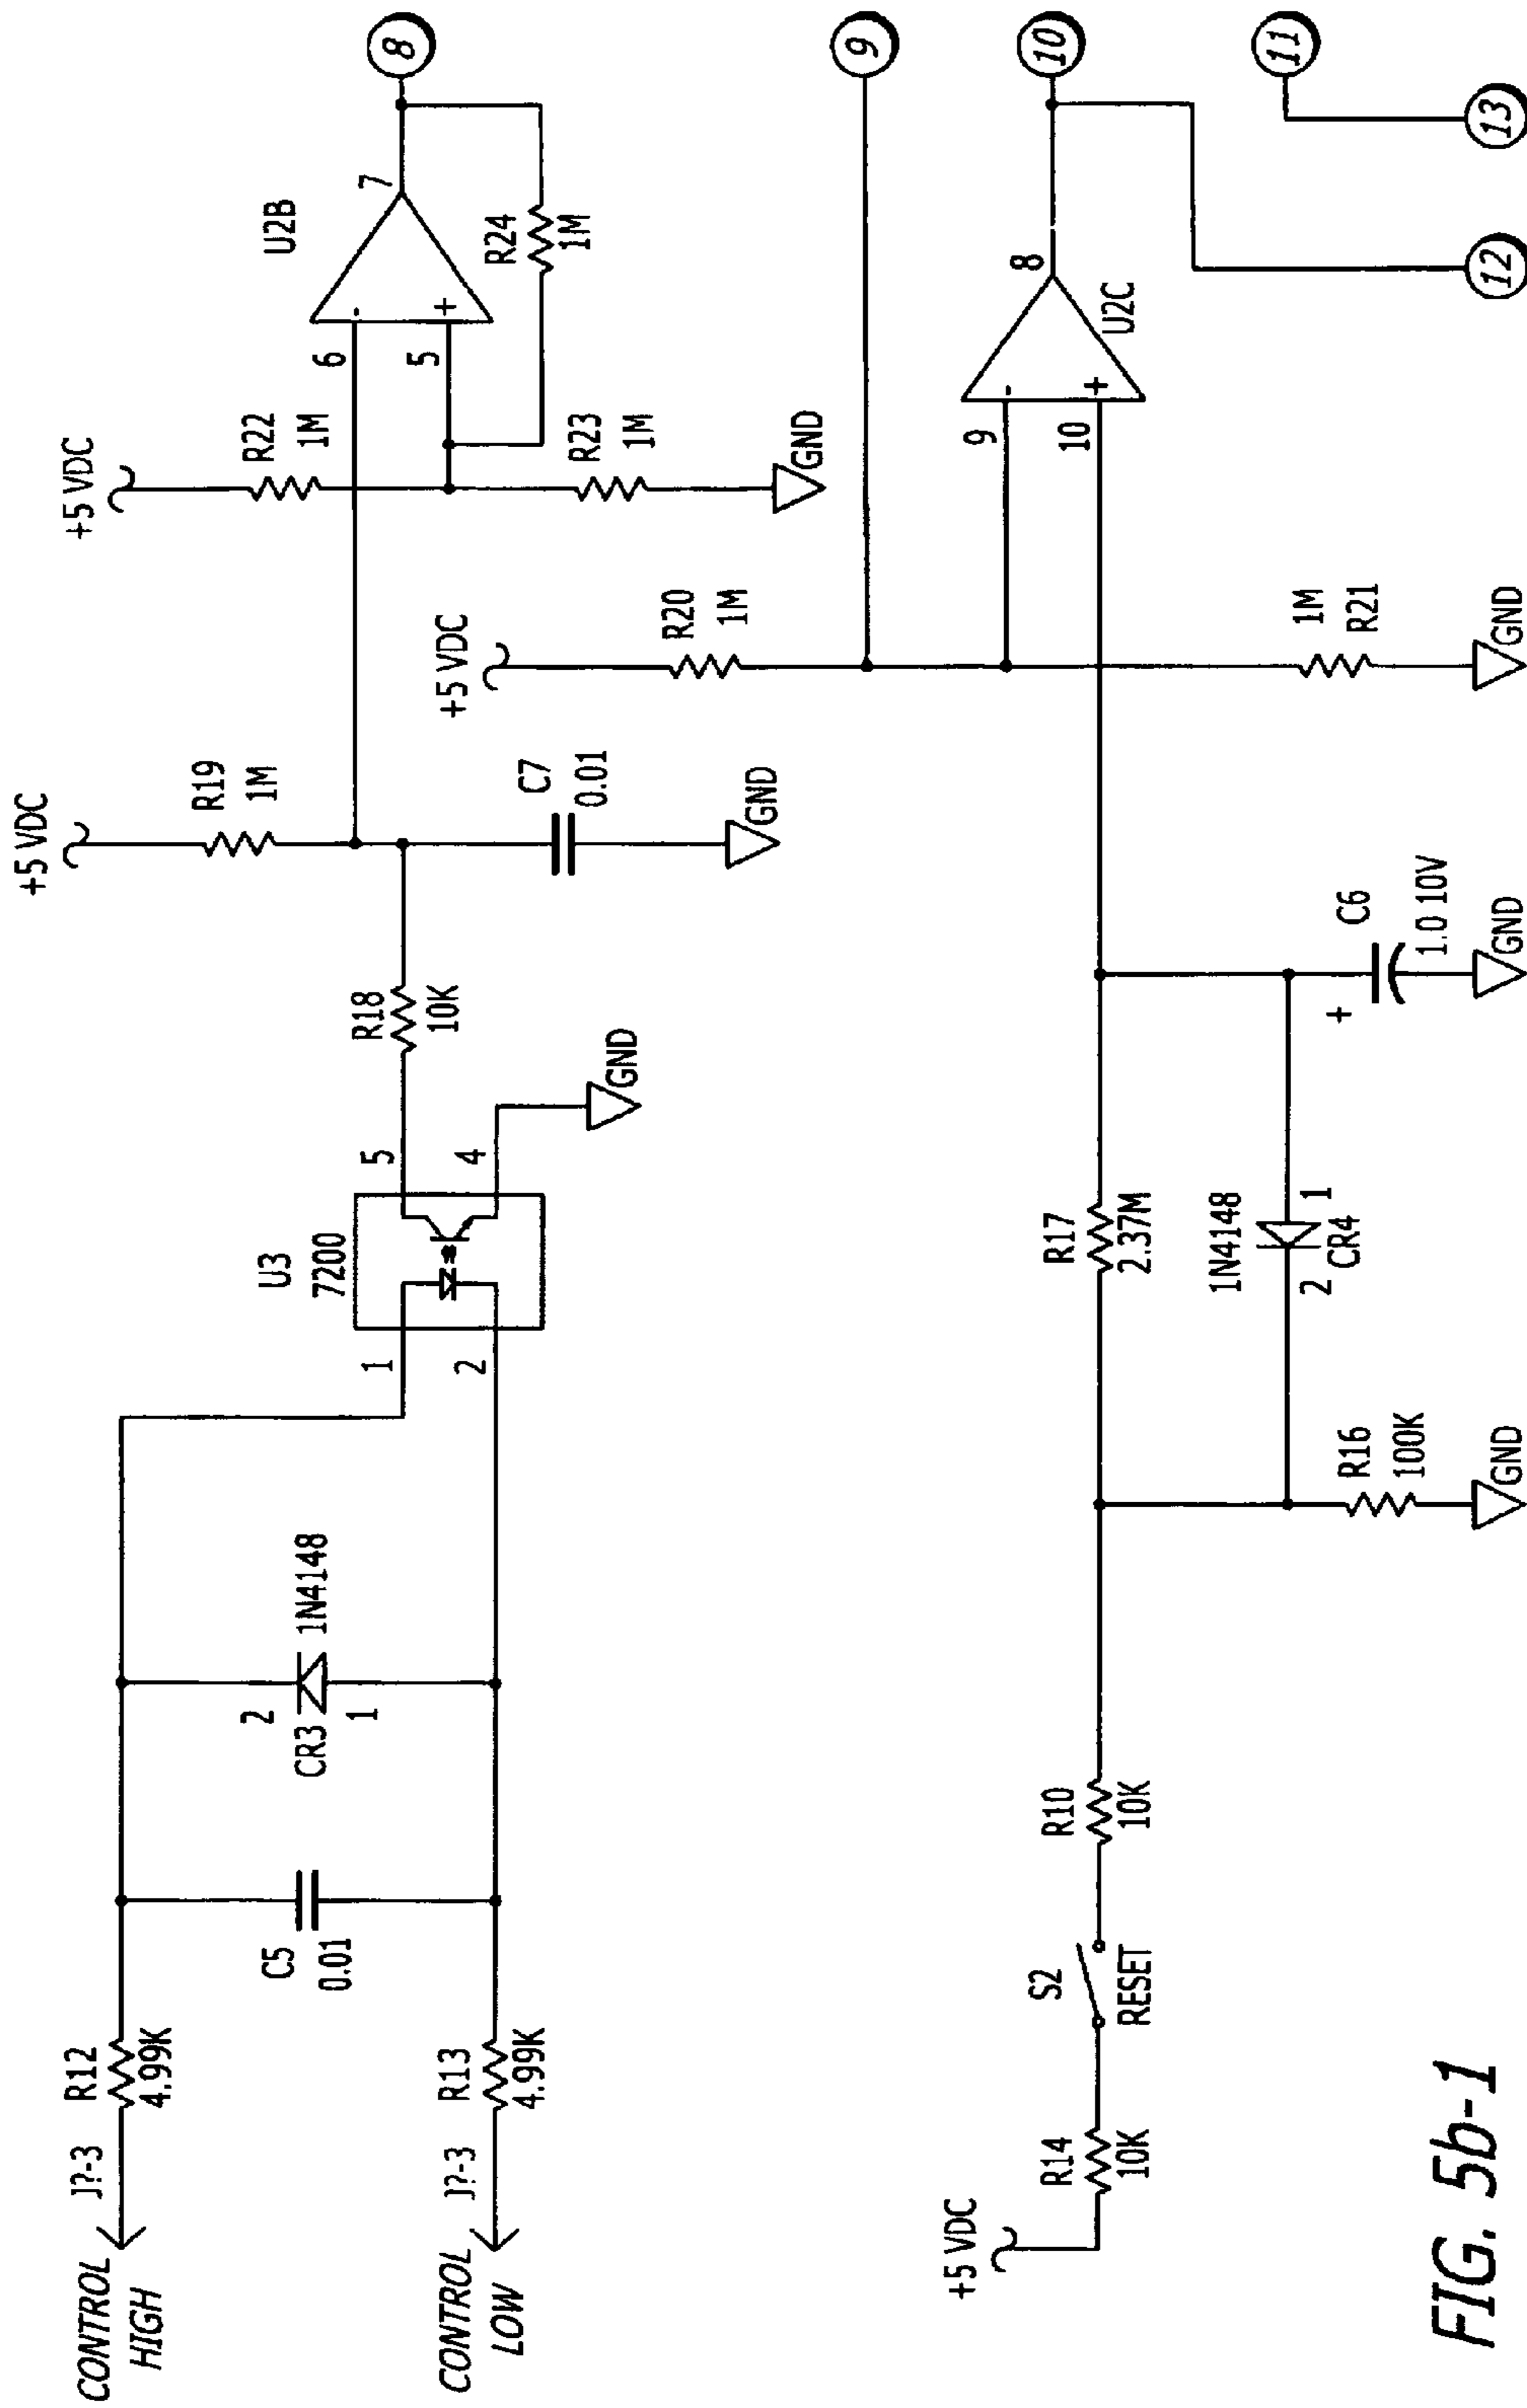 +5 VDC
R19
1M
+5 VDC
R22
1M
6
5
-
+
U2B
7
8
R24
1M
R23
1M
GND
CONTROL
HIGH
J?-3
R12
4.99K
C5
0.01
2
CR3
1
1N4148
CONTROL
LOW
J?-3
R13
4.99K
U3
7200
1
2
5
4
GND
R18
10K
C7
0.01
GND
+5 VDC
R20
1M
9
+5 VDC
R14
10K
S2
RESET
R10
10K
R17
2.37M
1N4148
2
1
CR4
R16
100K
GND
+
C6
1.0 10V
GND
1M
R21
GND
9
10
-
+
U2C
8
10
11
12
13
FIG. 5b-1